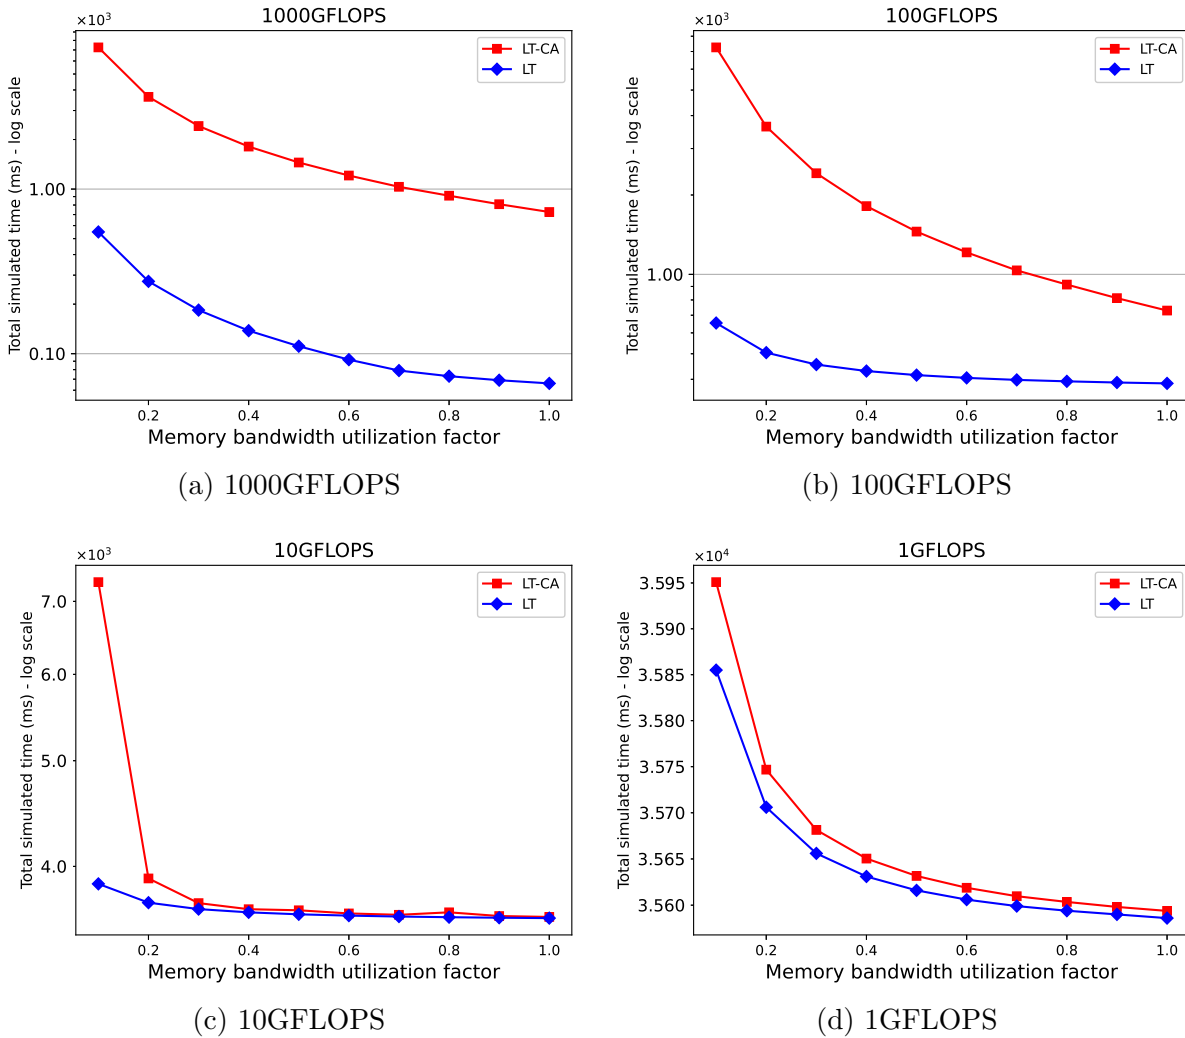 1000GFLOPS
×10³
Total simulated time (ms) - log scale
1.00
0.10
LT-CA
LT
0.2 0.4 0.6 0.8 1.0
Memory bandwidth utilization factor
(a) 1000GFLOPS
100GFLOPS
×10³
Total simulated time (ms) - log scale
1.00
LT-CA
LT
0.2 0.4 0.6 0.8 1.0
Memory bandwidth utilization factor
(b) 100GFLOPS
10GFLOPS
×10³
Total simulated time (ms) - log scale
7.0
6.0
5.0
4.0
LT-CA
LT
0.2 0.4 0.6 0.8 1.0
Memory bandwidth utilization factor
(c) 10GFLOPS
1GFLOPS
×10⁴
Total simulated time (ms) - log scale
3.595
3.590
3.585
3.580
3.575
3.570
3.565
3.560
LT-CA
LT
0.2 0.4 0.6 0.8 1.0
Memory bandwidth utilization factor
(d) 1GFLOPS